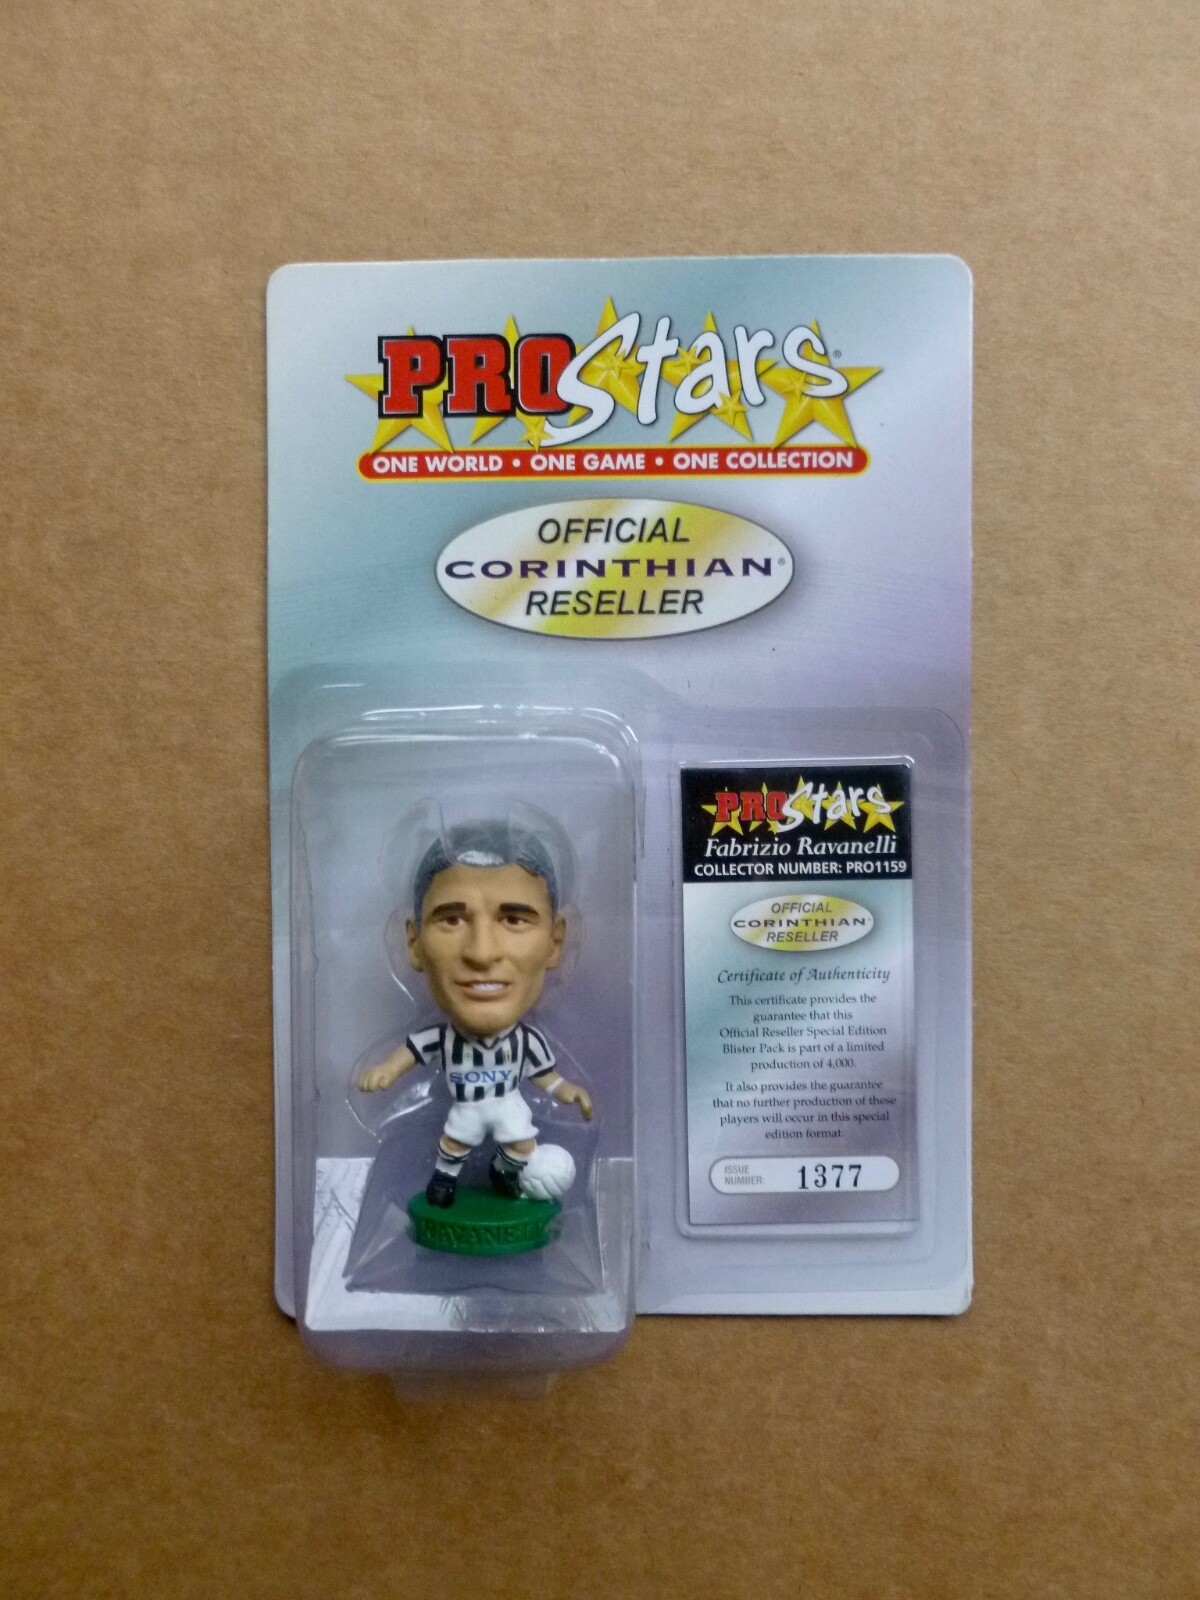 PROStars®
ONE WORLD • ONE GAME • ONE COLLECTION
OFFICIAL
CORINTHIAN®
RESELLER
SONY
RAVANELLI
PROStars
Fabrizio Ravanelli
COLLECTOR NUMBER: PRO1159
OFFICIAL
CORINTHIAN®
RESELLER
Certificate of Authenticity
This certificate provides the
guarantee that this
Official Reseller Special Edition
Blister Pack is part of a limited
production of 4,000.
It also provides the guarantee
that no further production of these
players will occur in this special
edition format.
ISSUE
NUMBER: 1377